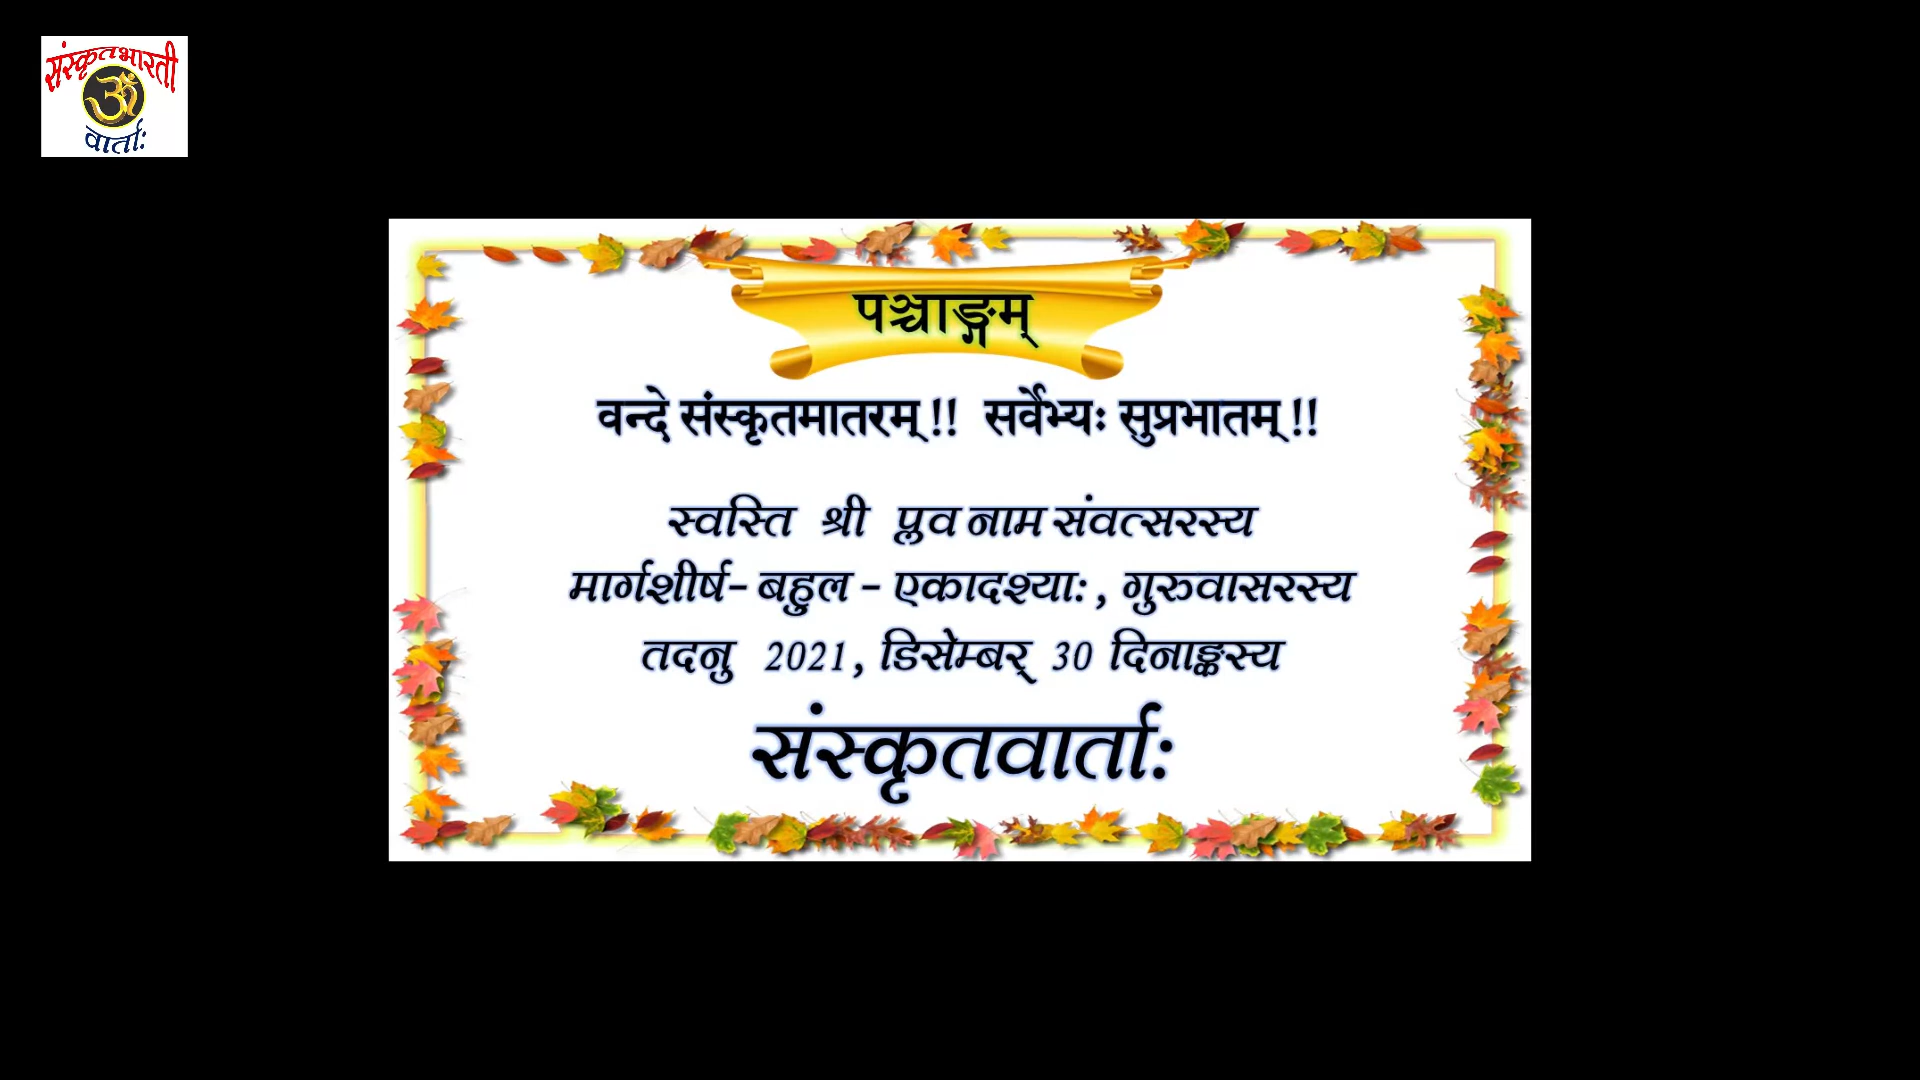 संस्कृतभारती
ॐ
वार्ताः
पञ्चाङ्गम्
वन्दे संस्कृतमातरम् !! सर्वेभ्यः सुप्रभातम् !!
स्वस्ति श्री प्लव नाम संवत्सरस्य
मार्गशीर्ष- बहुल - एकादश्याः , गुरुवासरस्य
तदनु 2021, डिसेम्बर् 30 दिनाङ्कस्य
संस्कृतवार्ताः